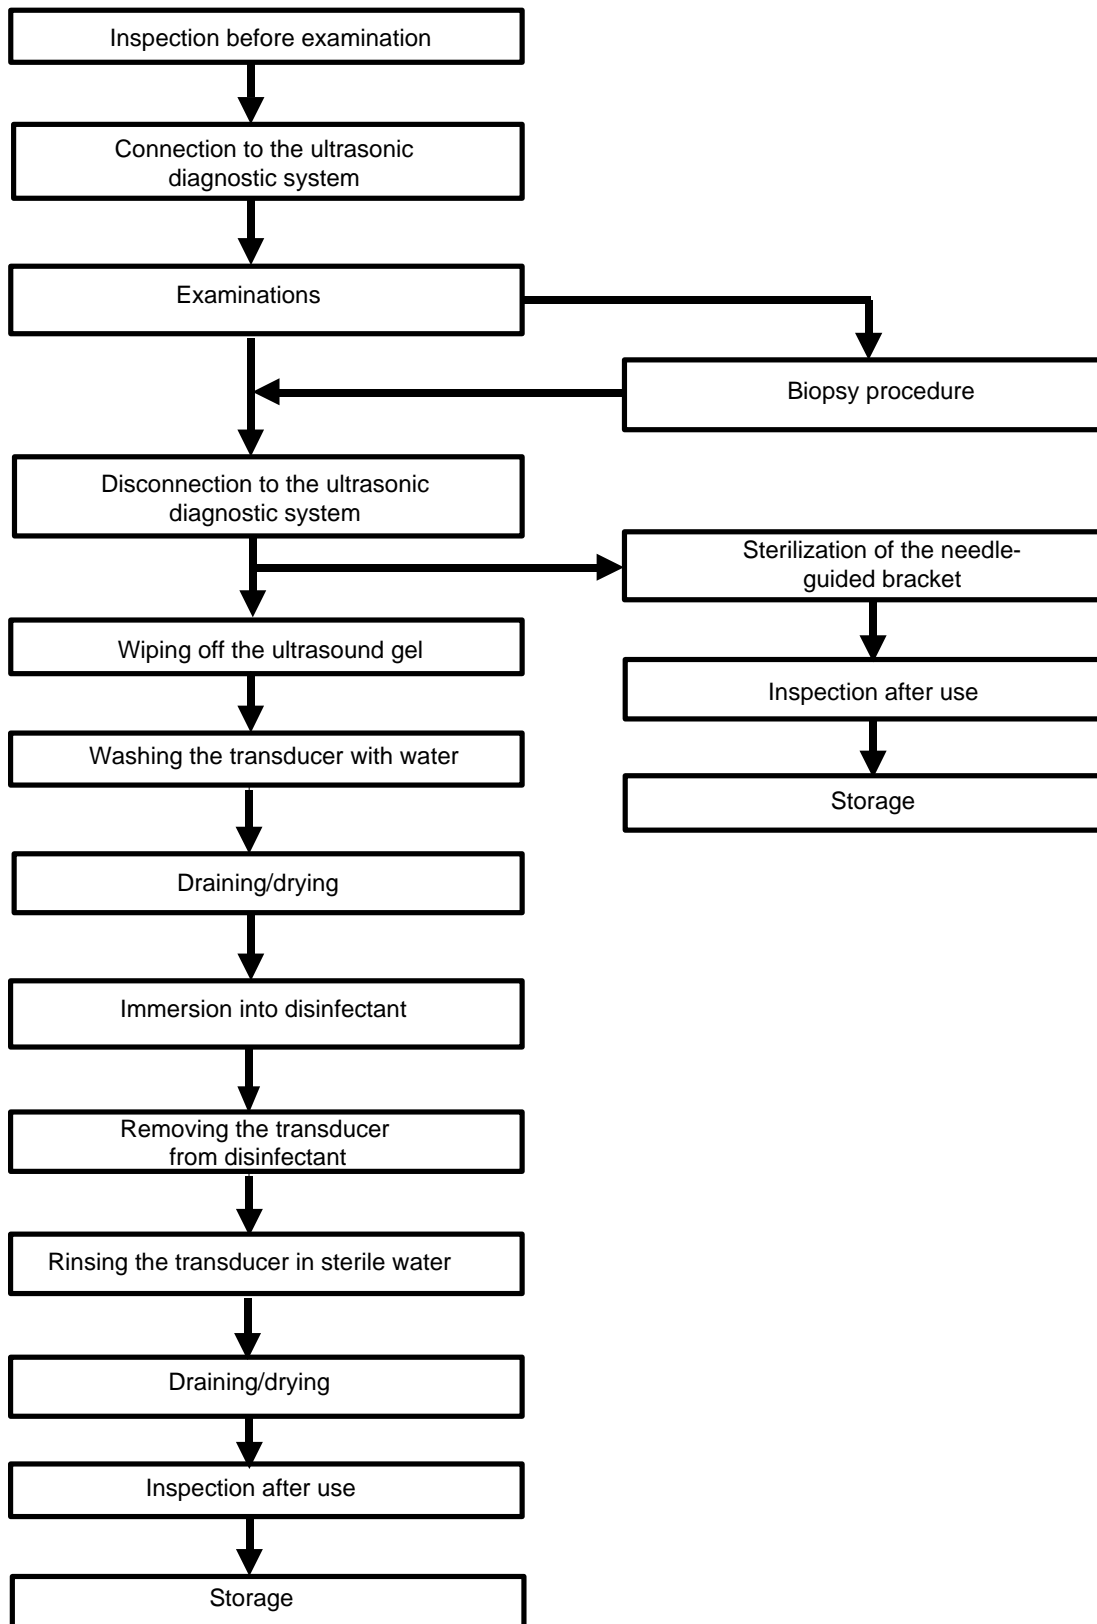 Inspection before examination
Connection to the ultrasonic
diagnostic system
Examinations
Biopsy procedure
Disconnection to the ultrasonic
diagnostic system
Sterilization of the needle-
guided bracket
Wiping off the ultrasound gel
Inspection after use
Washing the transducer with water
Storage
Draining/drying
Immersion into disinfectant
Removing the transducer
from disinfectant
Rinsing the transducer in sterile water
Draining/drying
Inspection after use
Storage